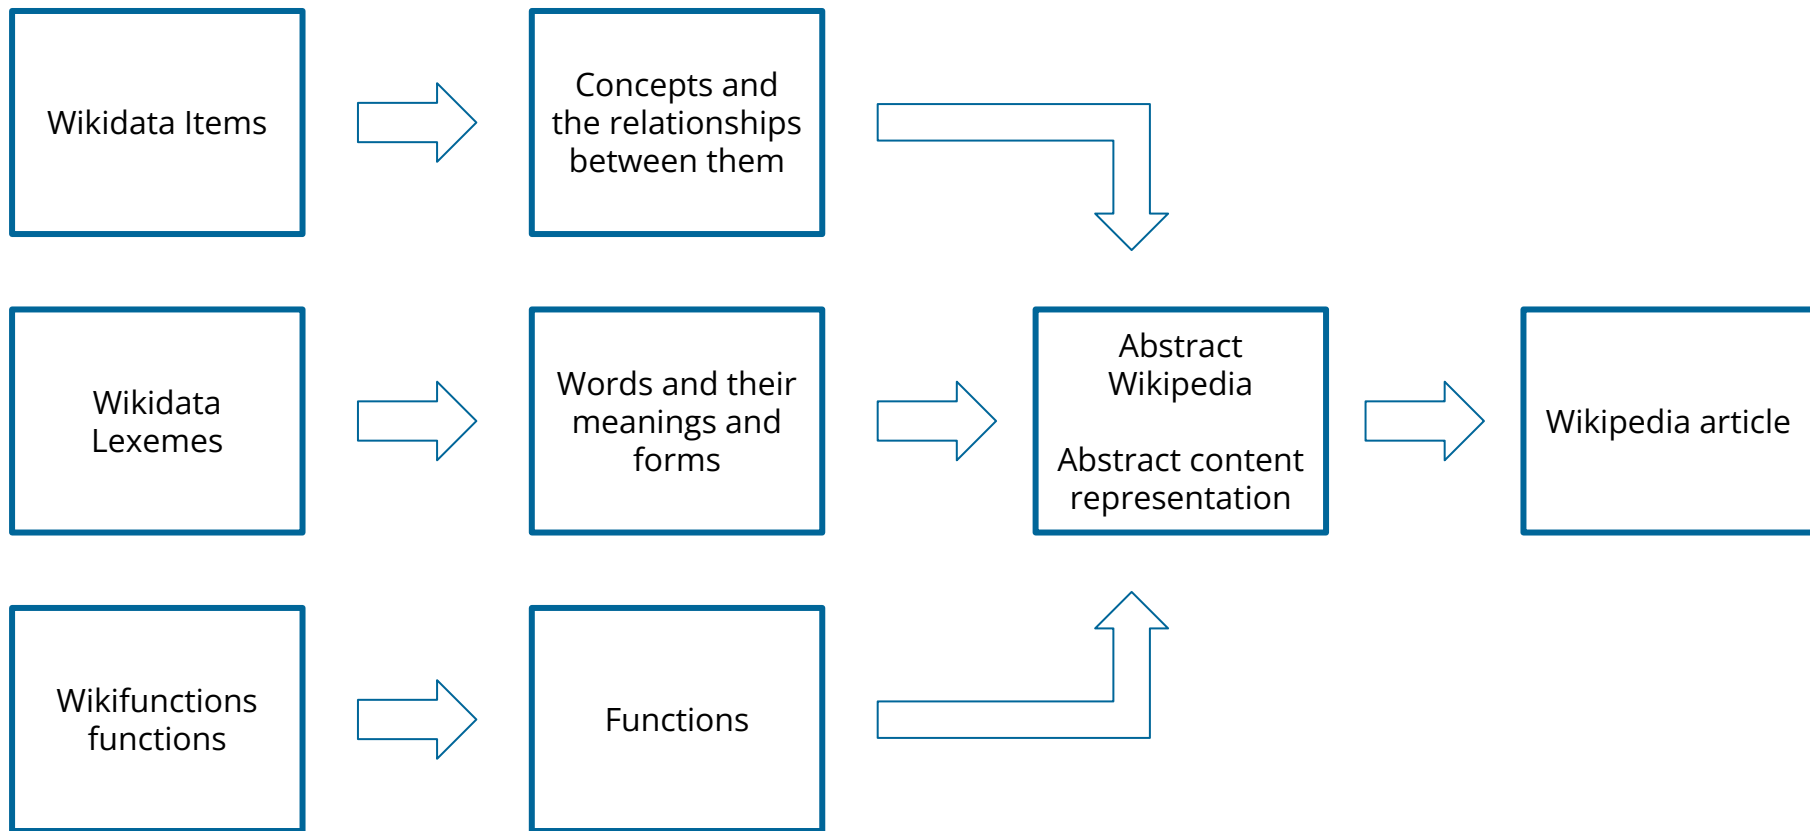 Wikidata Items
Concepts and
the relationships
between them
Wikidata
Lexemes
Words and their
meanings and
forms
Abstract
Wikipedia
Abstract content
representation
Wikipedia article
Wikifunctions
functions
Functions